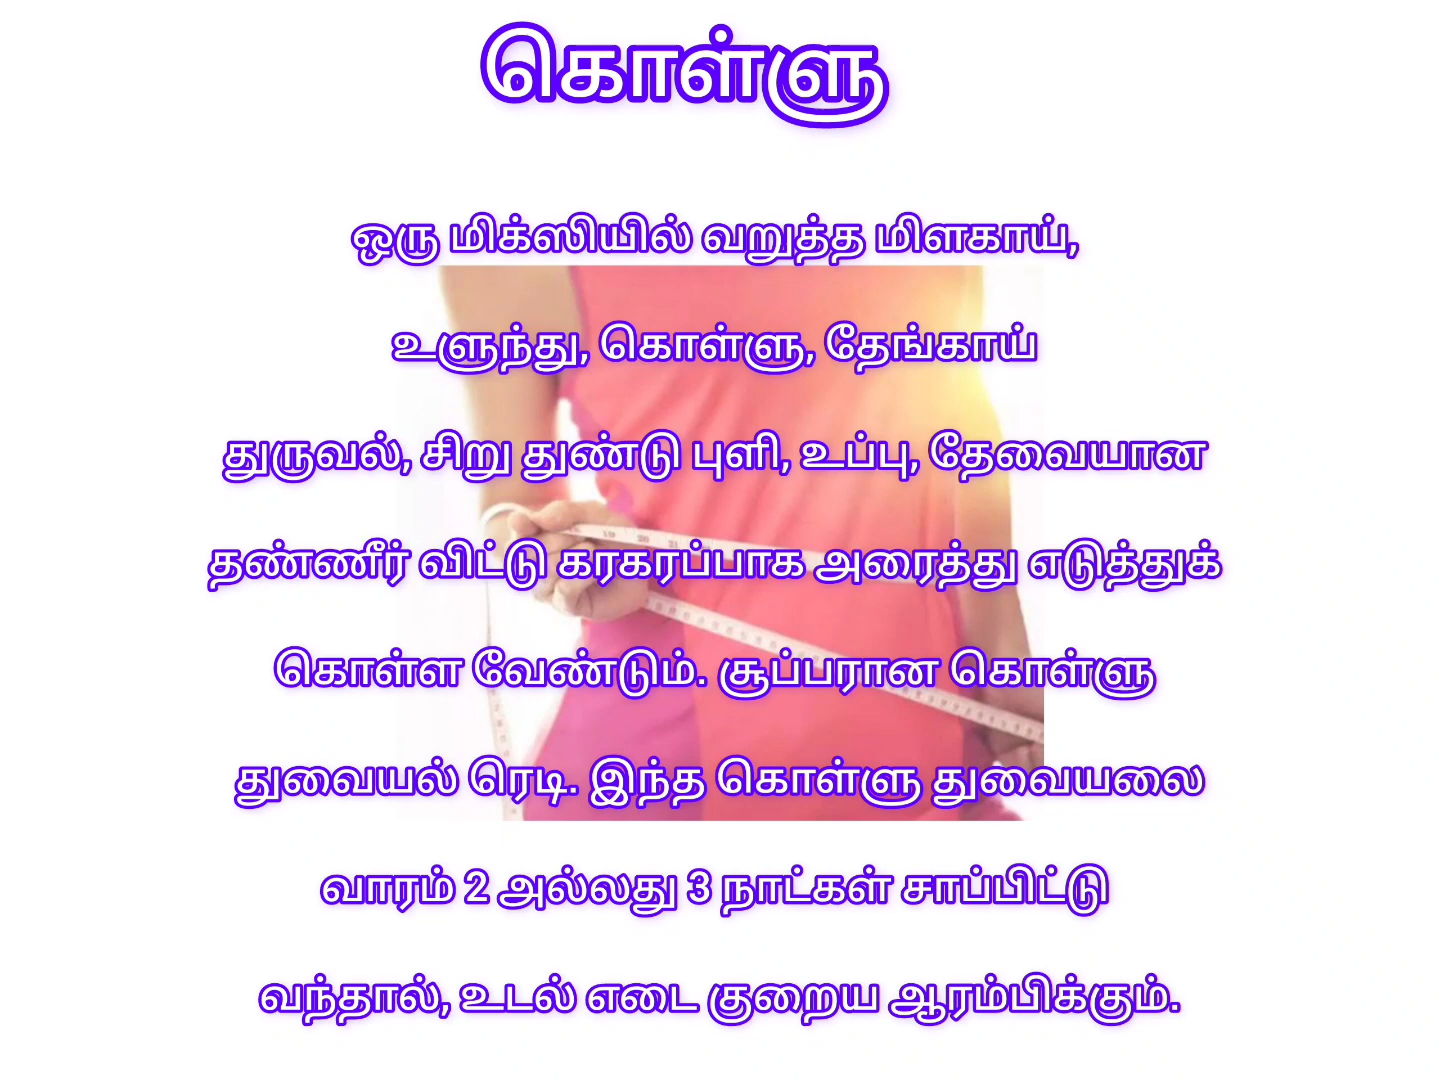 கொள்ளு
ஒரு மிக்ஸியில் வறுத்த மிளகாய்,
உளுந்து, கொள்ளு, தேங்காய்
துருவல், சிறு துண்டு புளி, உப்பு, தேவையான
தண்ணீர் விட்டு கரகரப்பாக அரைத்து எடுத்துக்
கொள்ள வேண்டும். சூப்பரான கொள்ளு
துவையல் ரெடி. இந்த கொள்ளு துவையலை
வாரம் 2 அல்லது 3 நாட்கள் சாப்பிட்டு
வந்தால், உடல் எடை குறைய ஆரம்பிக்கும்.